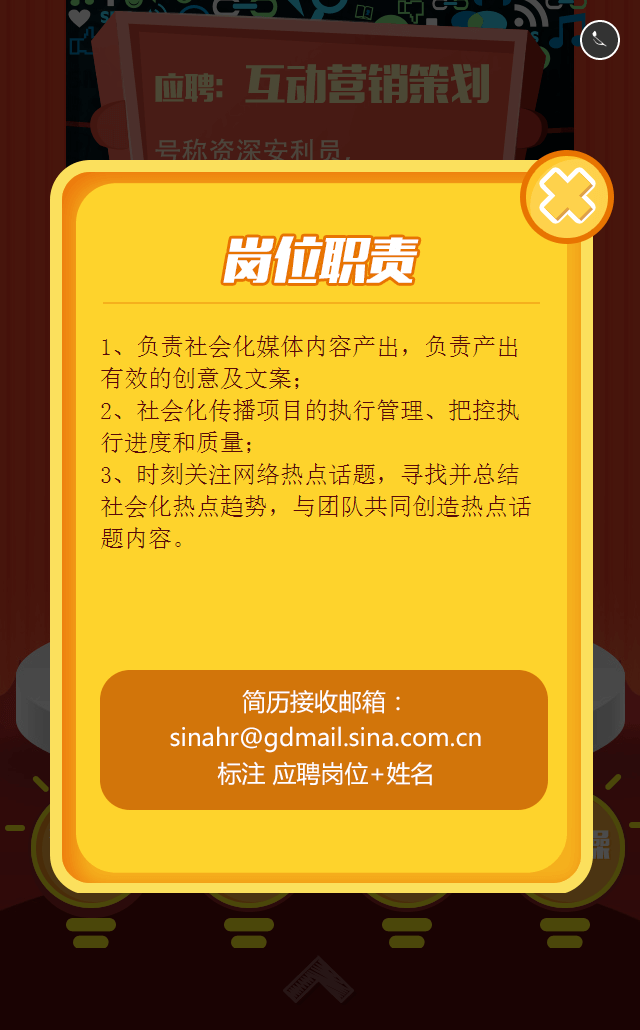 应聘：互动营销策划
号称资深安利员，
岗位职责
1、负责社会化媒体内容产出，负责产出
有效的创意及文案；
2、社会化传播项目的执行管理、把控执
行进度和质量；
3、时刻关注网络热点话题，寻找并总结
社会化热点趋势，与团队共同创造热点话
题内容。
简历接收邮箱：
sinahr@gdmail.sina.com.cn
标注 应聘岗位+姓名